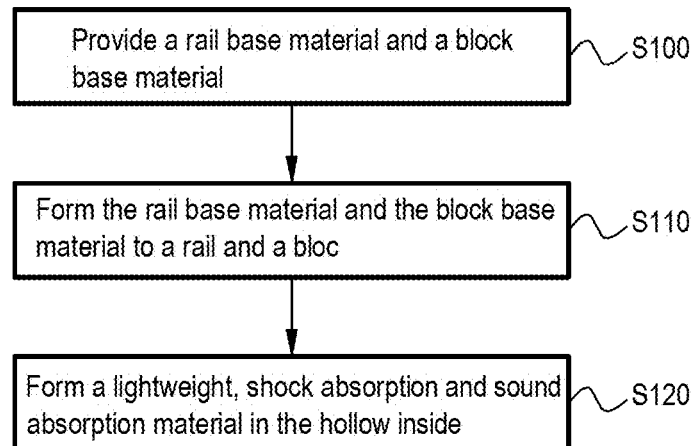 Provide a rail base material and a block
base material
S100
Form the rail base material and the block base
material to a rail and a bloc
S110
Form a lightweight, shock absorption and sound
absorption material in the hollow inside
S120